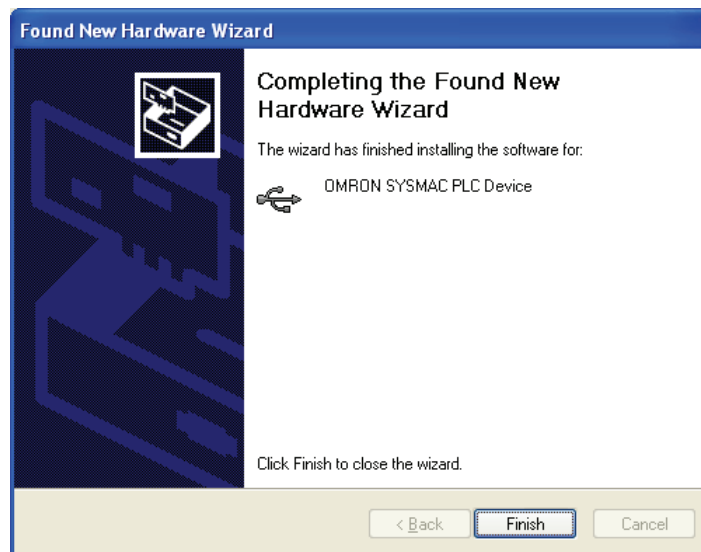 Found New Hardware Wizard
Completing the Found New
Hardware Wizard
The wizard has finished installing the software for:
OMRON SYSMAC PLC Device
Click Finish to close the wizard.
< Back
Finish
Cancel